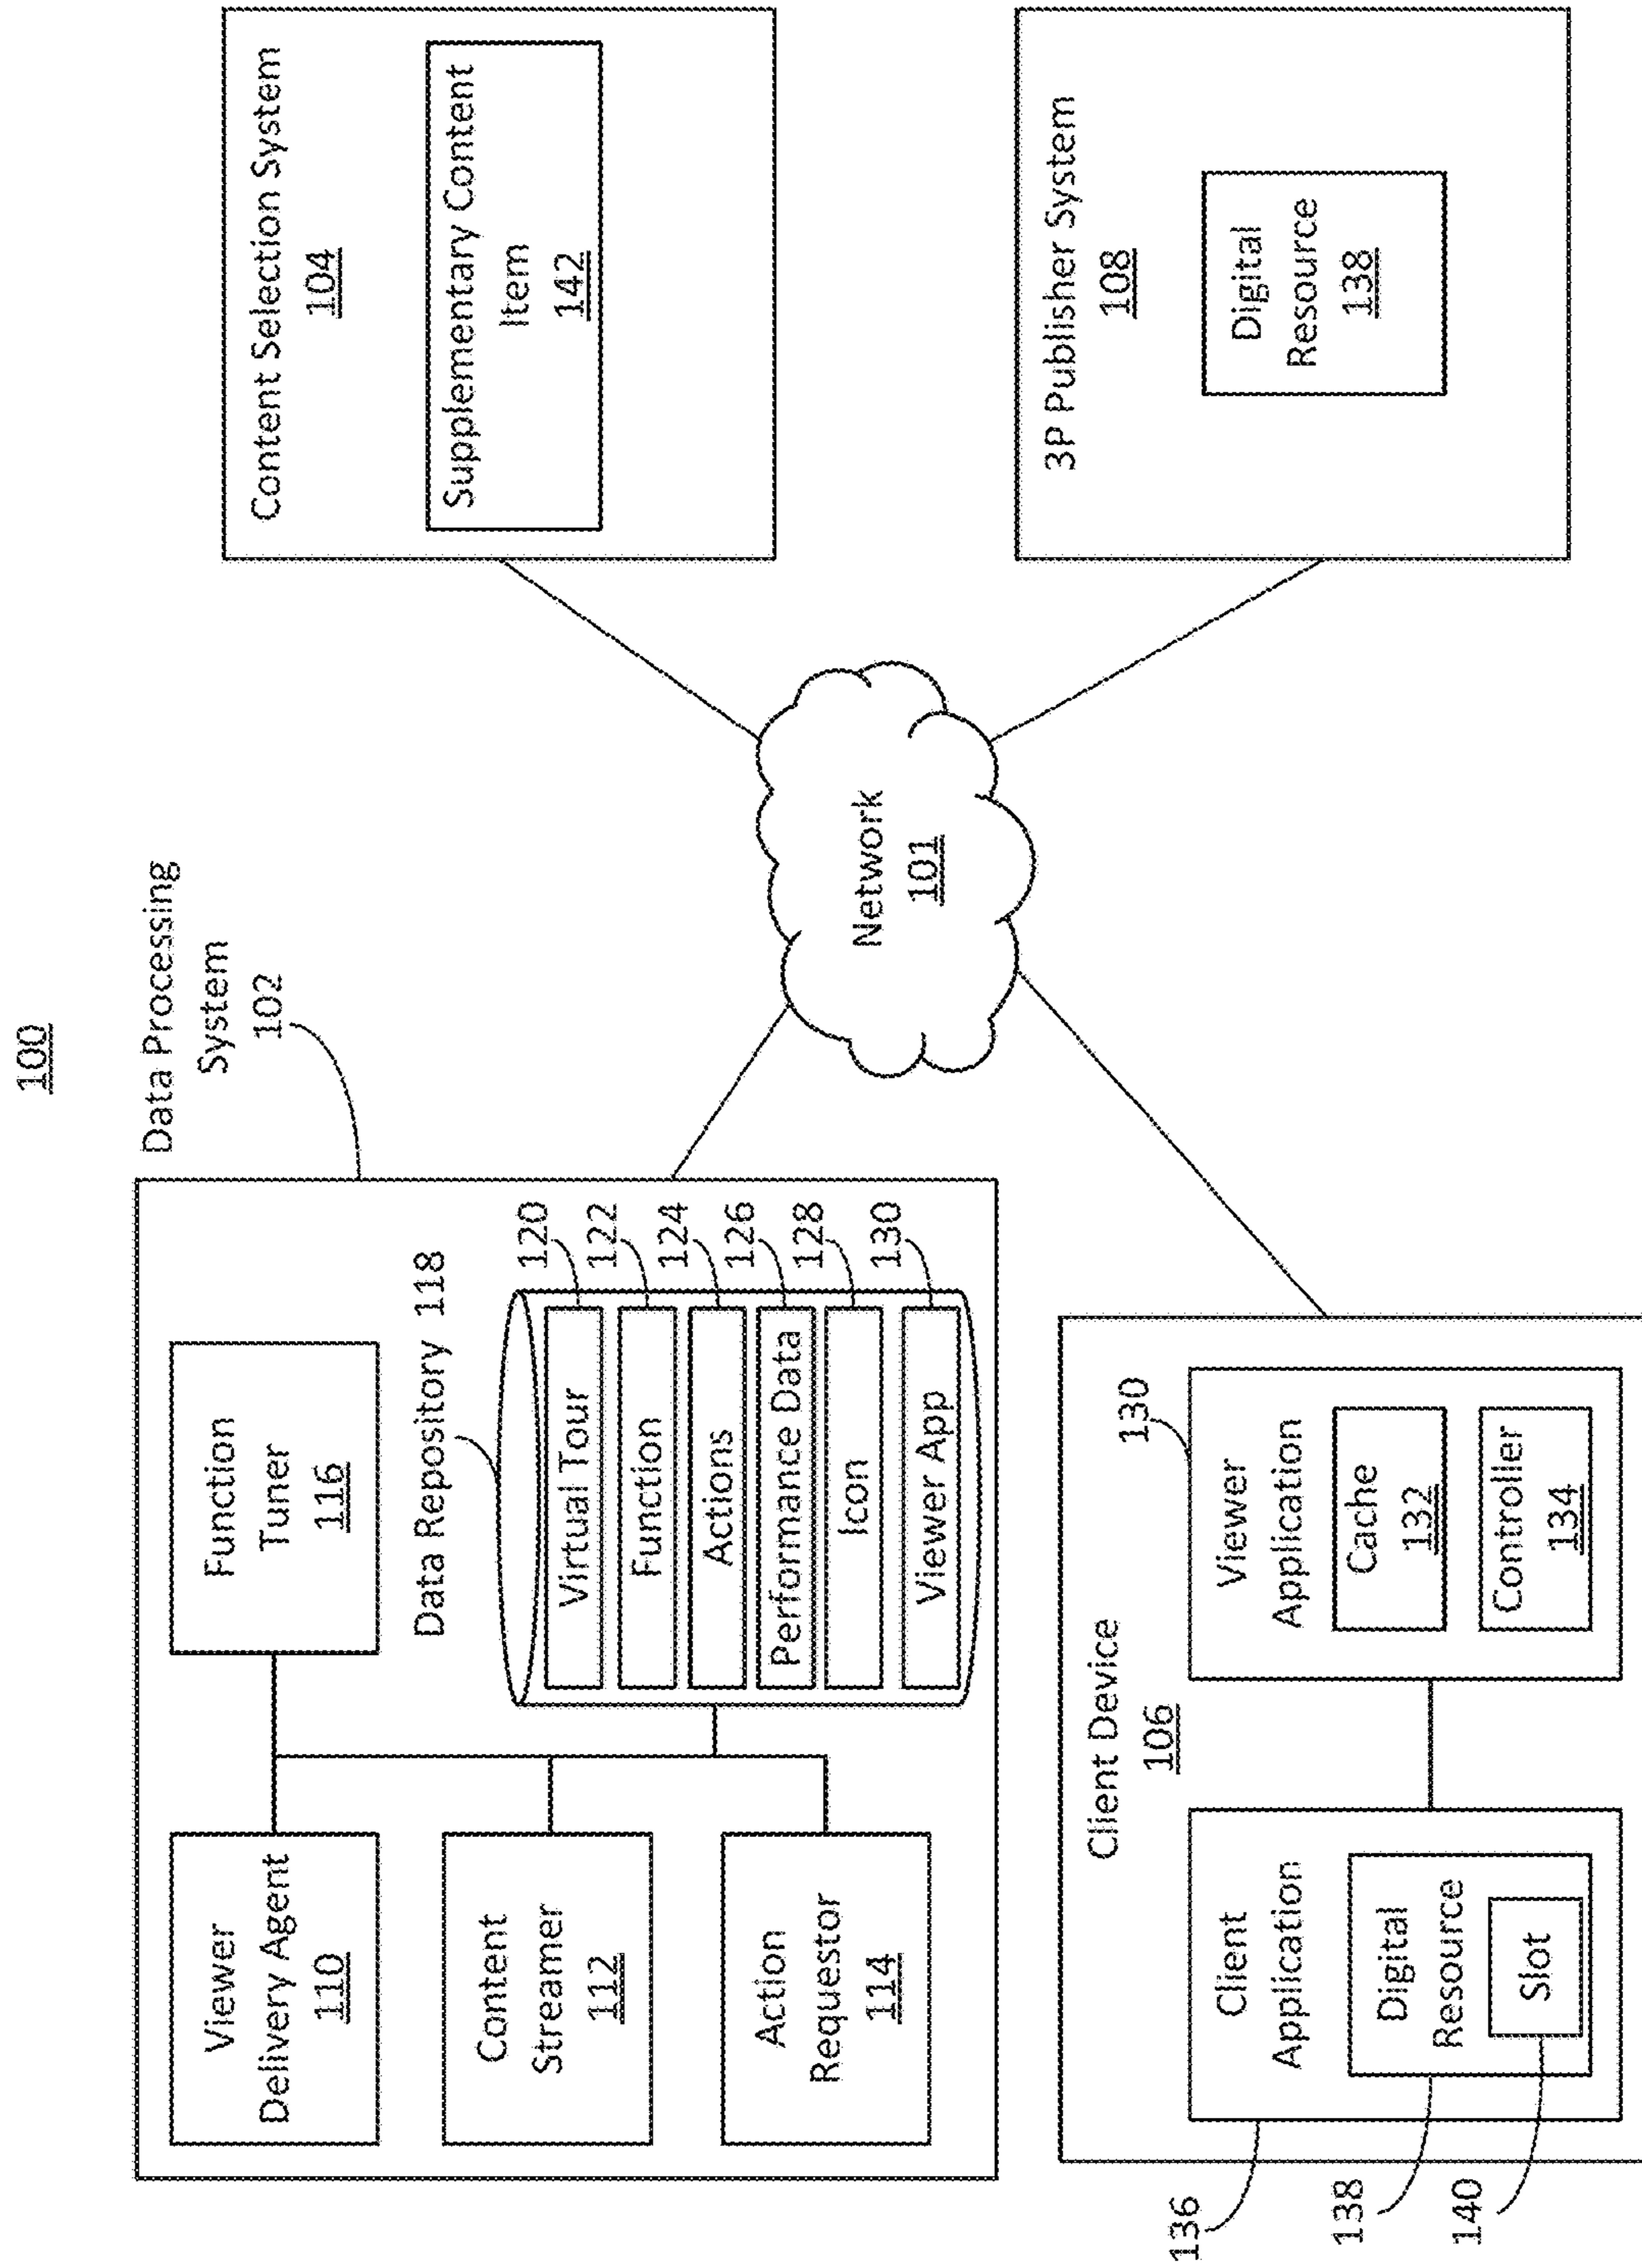 100
Data Processing
System
102
Viewer
Delivery Agent
110
Content
Streamer
112
Action
Requestor
114
Function
Tuner
116
Data Repository 118
Virtual Tour
120
Function
122
Actions
124
Performance Data
126
Icon
128
Viewer App
130
Network
101
Content Selection System
104
Supplementary Content
Item
142
3P Publisher System
108
Digital
Resource
138
Client Device
106
136
Client
Application
138
Digital
Resource
140
Slot
130
Viewer
Application
Cache
132
Controller
134